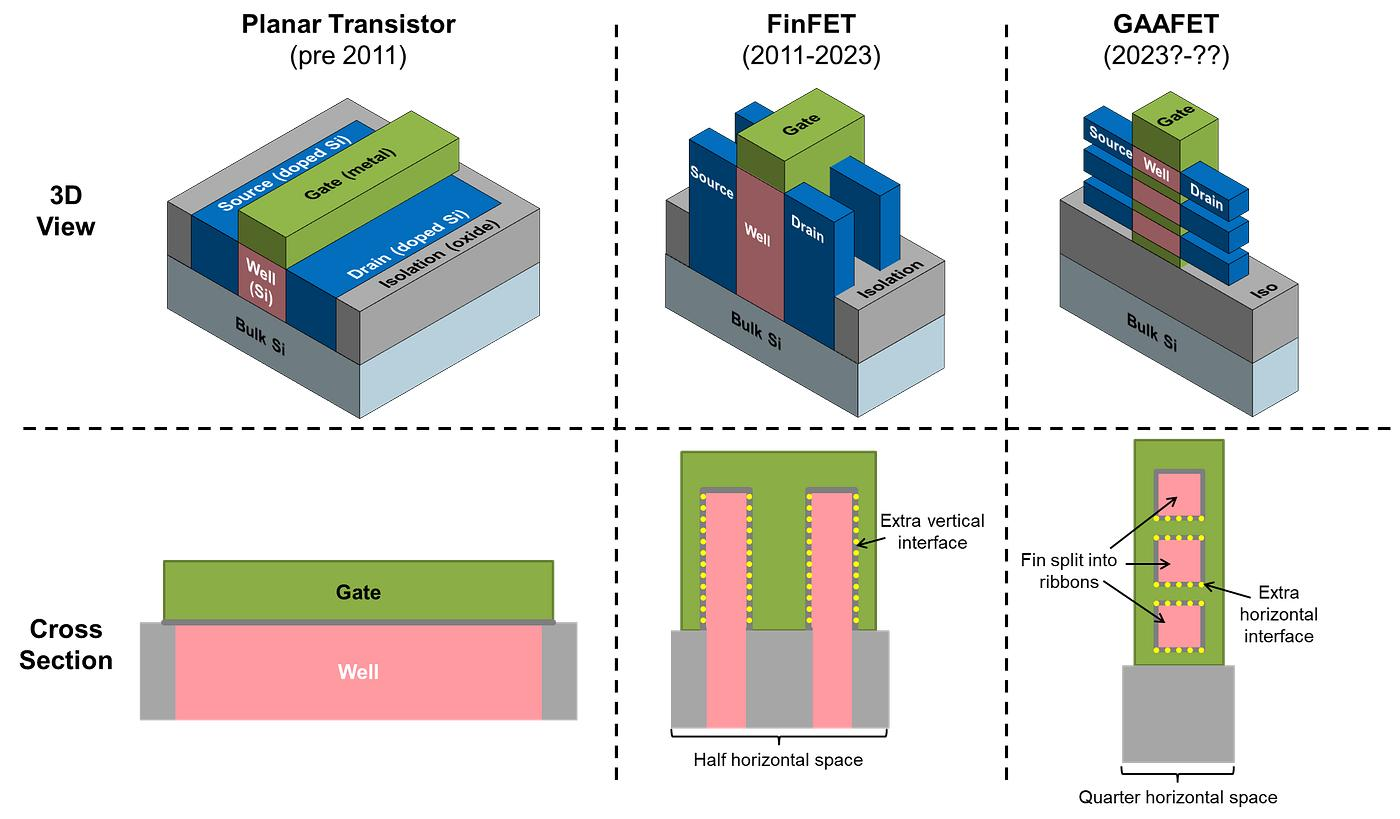 Planar Transistor
(pre 2011)
FinFET
(2011-2023)
GAAFET
(2023?-??)
3D
View
Source (doped Si)
Gate (metal)
Drain (doped Si)
Isolation (oxide)
Well
(Si)
Bulk Si
Gate
Source
Well
Drain
Isolation
Bulk Si
Gate
Source
Well
Drain
Iso
Bulk Si
Cross
Section
Gate
Well
Extra vertical
interface
Half horizontal space
Fin split into
ribbons
Extra
horizontal
interface
Quarter horizontal space